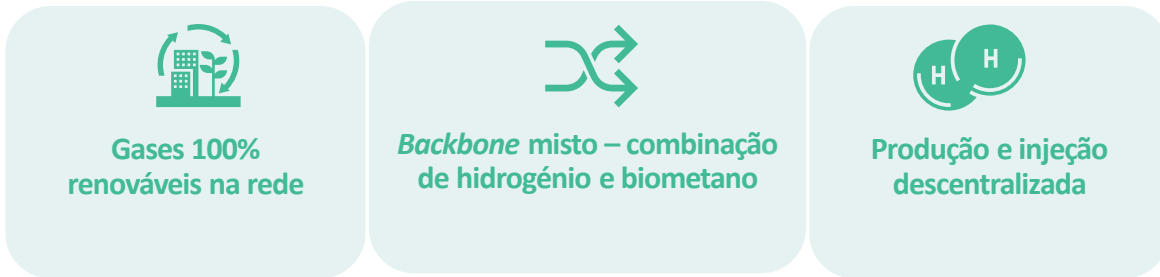 Gases 100%
renováveis na rede
Backbone misto – combinação
de hidrogénio e biometano
H H
Produção e injeção
descentralizada